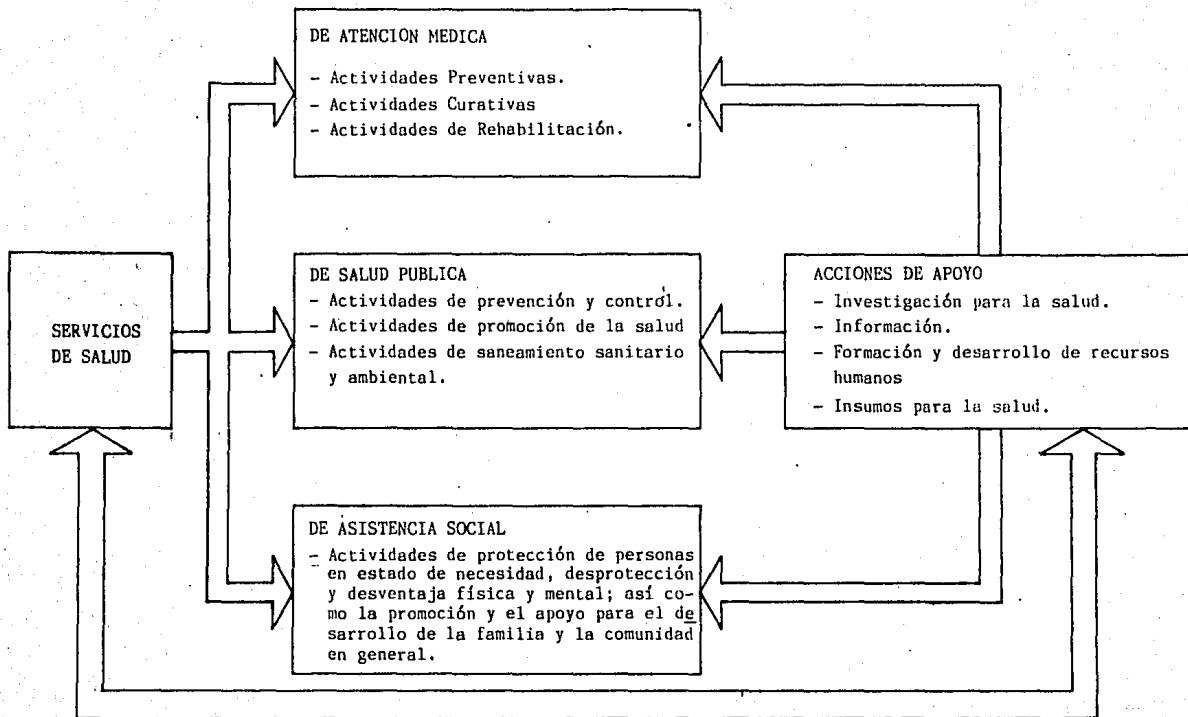 DE ATENCION MEDICA
- Actividades Preventivas.
- Actividades Curativas
- Actividades de Rehabilitación.
SERVICIOS
DE SALUD
DE SALUD PUBLICA
- Actividades de prevención y control.
- Actividades de promoción de la salud
- Actividades de saneamiento sanitario
y ambiental.
ACCIONES DE APOYO
- Investigación para la salud.
- Información.
- Formación y desarrollo de recursos
humanos
- Insumos para la salud.
DE ASISTENCIA SOCIAL
- Actividades de protección de personas
en estado de necesidad, desprotección
y desventaja física y mental; así co-
mo la promoción y el apoyo para el de
sarrollo de la familia y la comunidad
en general.